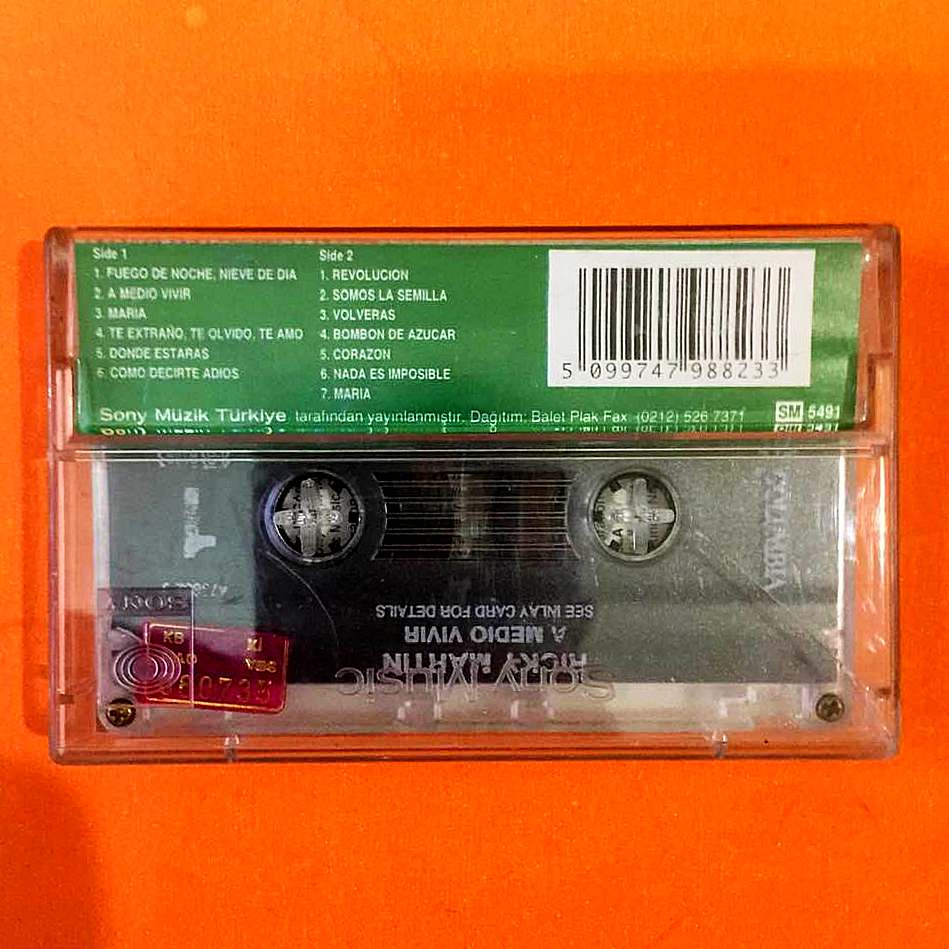 Side 1
1. FUEGO DE NOCHE, NIEVE DE DIA
2. A MEDIO VIVIR
3. MARIA
4. TE EXTRAÑO, TE OLVIDO, TE AMO
5. DONDE ESTARAS
6. COMO DECIRTE ADIOS
Side 2
1. REVOLUCION
2. SOMOS LA SEMILLA
3. VOLVERAS
4. BOMBON DE AZUCAR
5. CORAZON
6. NADA ES IMPOSIBLE
7. MARIA
5 099747 988233
Sony Müzik Türkiye tarafından yayınlanmıştır. Dağıtım: Balet Plak Fax (0212) 526 7371
SM 5491
COLUMBIA
SEE INLAY CARD FOR DETAILS
A MEDIO VIVIR
RICKY MARTIN
Sony Music
SONY
KB